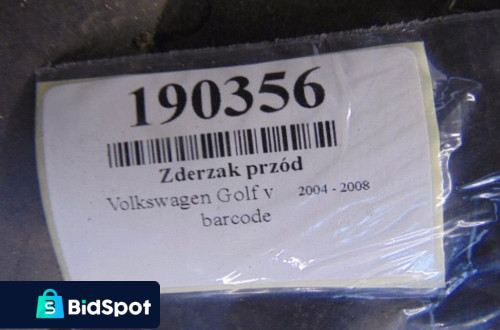 190356
Zderzak przód
Volkswagen Golf v 2004 - 2008
barcode
S BidSpot